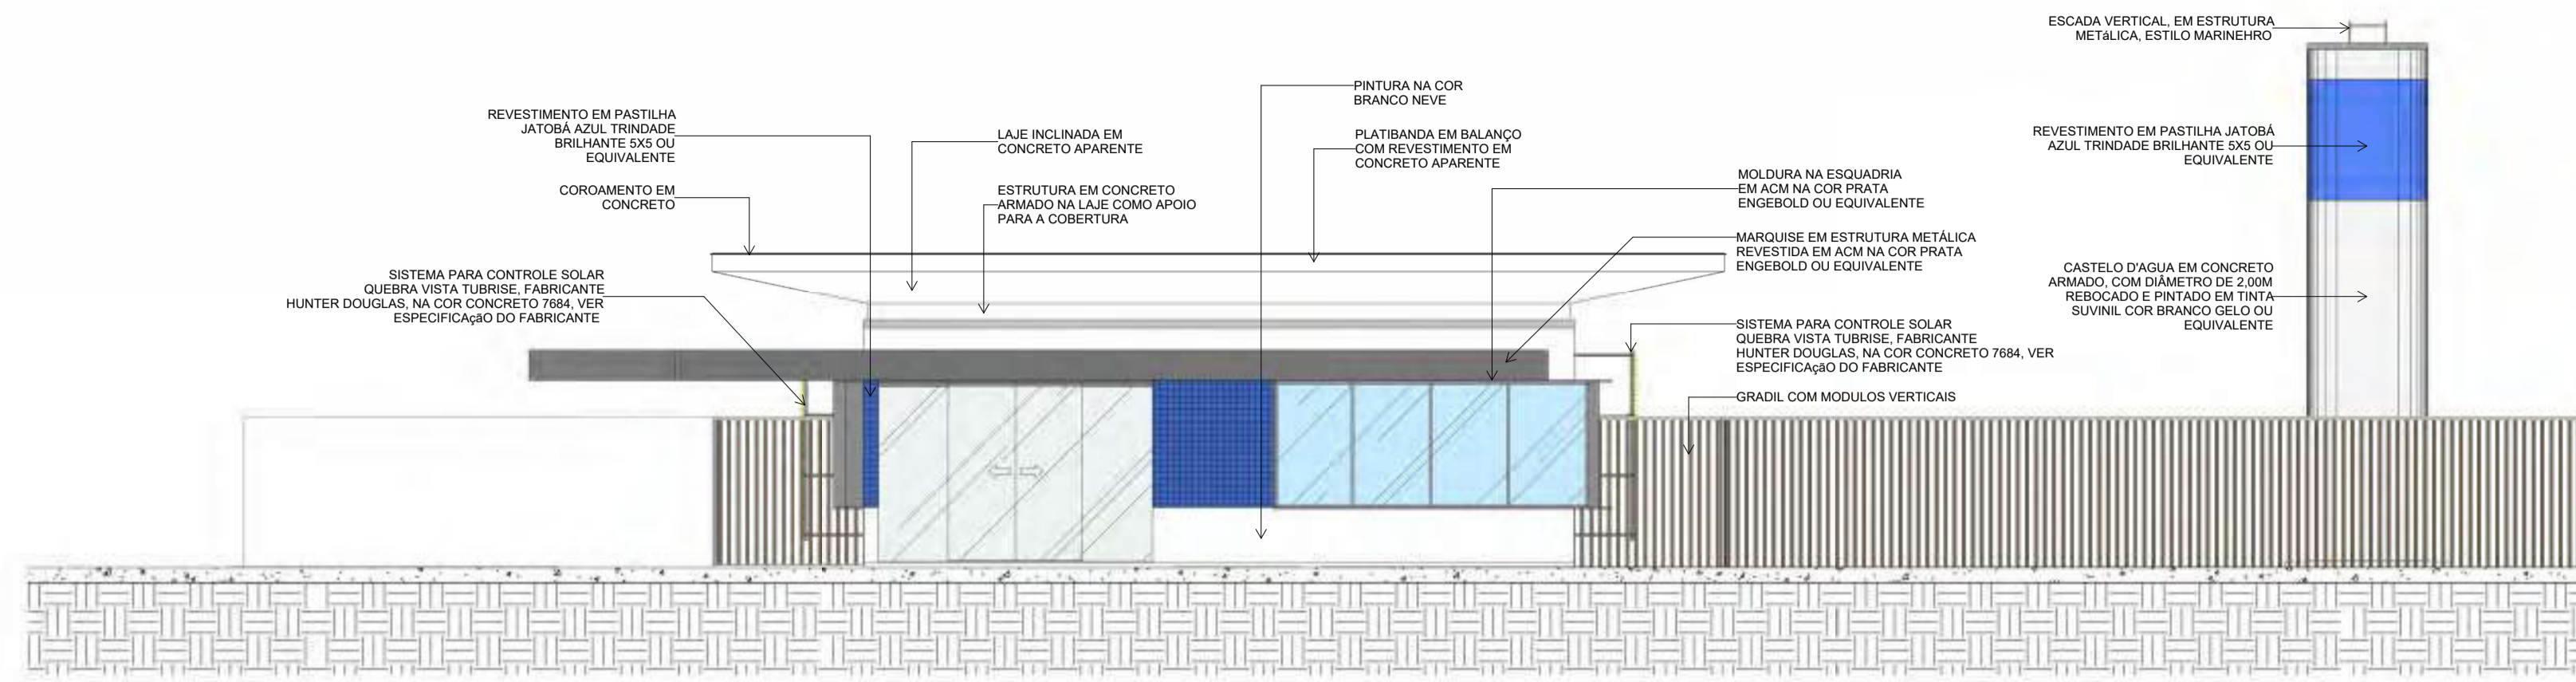 REVESTIMENTO EM PASTILHA
JATOBÁ AZUL TRINDADE
BRILHANTE 5X5 OU
EQUIVALENTE
COROAMENTO EM
CONCRETO
SISTEMA PARA CONTROLE SOLAR
QUEBRA VISTA TUBRISE, FABRICANTE
HUNTER DOUGLAS, NA COR CONCRETO 7684, VER
ESPECIFICAçãO DO FABRICANTE
LAJE INCLINADA EM
CONCRETO APARENTE
ESTRUTURA EM CONCRETO
ARMADO NA LAJE COMO APOIO
PARA A COBERTURA
PINTURA NA COR
BRANCO NEVE
PLATIBANDA EM BALANÇO
COM REVESTIMENTO EM
CONCRETO APARENTE
MOLDURA NA ESQUADRIA
EM ACM NA COR PRATA
ENGEBOLD OU EQUIVALENTE
MARQUISE EM ESTRUTURA METÁLICA
REVESTIDA EM ACM NA COR PRATA
ENGEBOLD OU EQUIVALENTE
SISTEMA PARA CONTROLE SOLAR
QUEBRA VISTA TUBRISE, FABRICANTE
HUNTER DOUGLAS, NA COR CONCRETO 7684, VER
ESPECIFICAçãO DO FABRICANTE
GRADIL COM MODULOS VERTICAIS
ESCADA VERTICAL, EM ESTRUTURA
METáLICA, ESTILO MARINEHRO
REVESTIMENTO EM PASTILHA JATOBÁ
AZUL TRINDADE BRILHANTE 5X5 OU
EQUIVALENTE
CASTELO D'AGUA EM CONCRETO
ARMADO, COM DIÂMETRO DE 2,00M
REBOCADO E PINTADO EM TINTA
SUVINIL COR BRANCO GELO OU
EQUIVALENTE